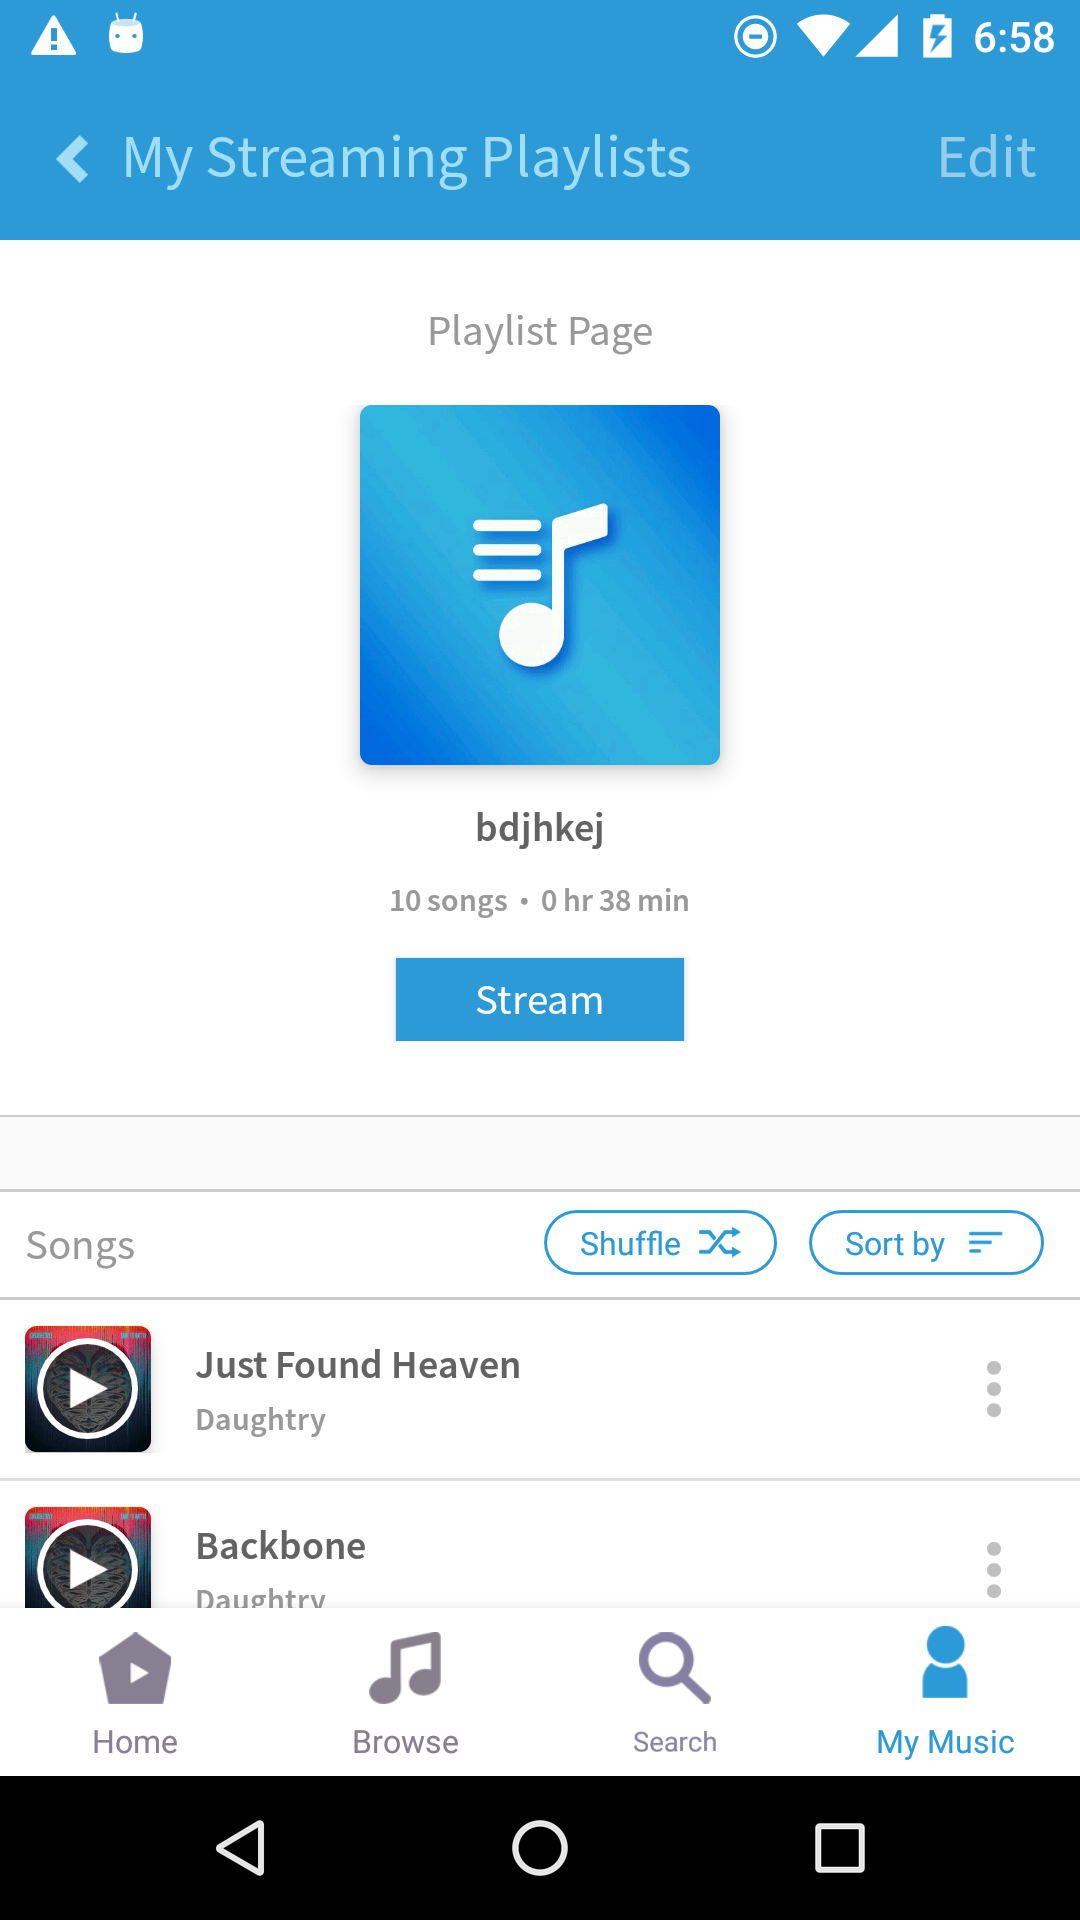 6:58
My Streaming Playlists
Edit
Playlist Page
bdjhkej
10 songs • 0 hr 38 min
Stream
Songs
Shuffle
Sort by
Just Found Heaven
Daughtry
Backbone
Daughtry
Home
Browse
Search
My Music